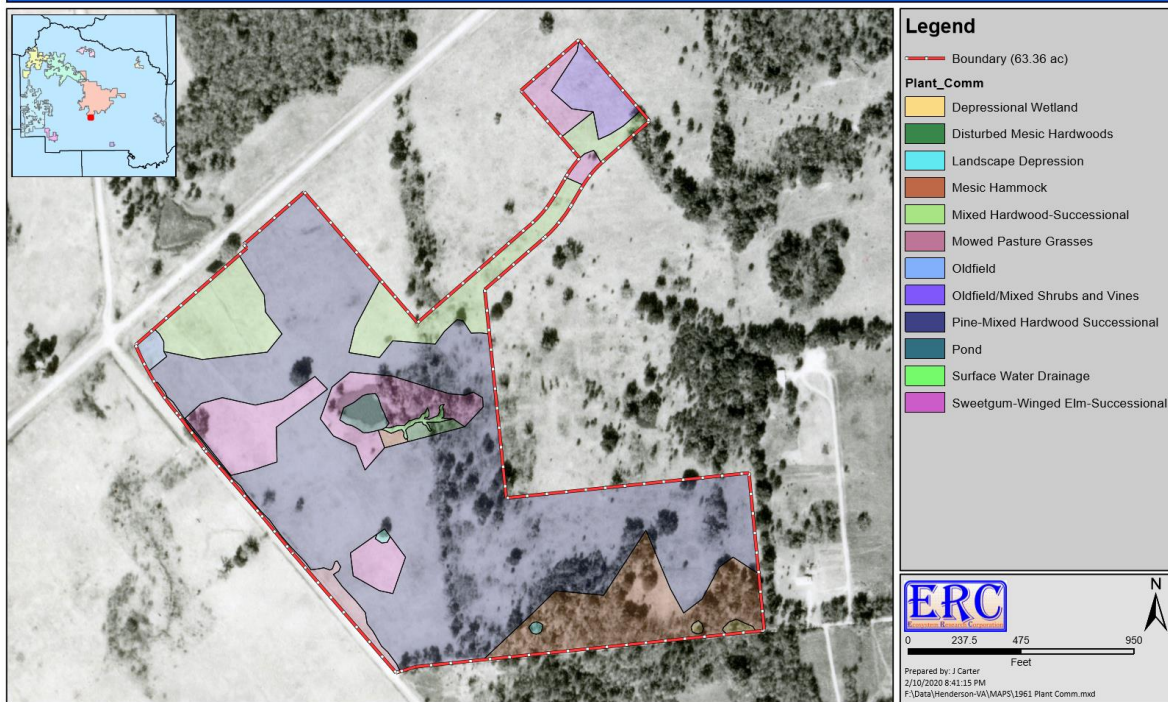 Legend
Boundary (63.36 ac)
Plant_Comm
Depressional Wetland
Disturbed Mesic Hardwoods
Landscape Depression
Mesic Hammock
Mixed Hardwood-Successional
Mowed Pasture Grasses
Oldfield
Oldfield/Mixed Shrubs and Vines
Pine-Mixed Hardwood Successional
Pond
Surface Water Drainage
Sweetgum-Winged Elm-Successional
ERC
Ecosystem Research Corporation
N
0 237.5 475 950
Feet
Prepared by: J Carter
2/10/2020 8:41:15 PM
F:\Data\Henderson-VA\MAPS\1961 Plant Comm.mxd